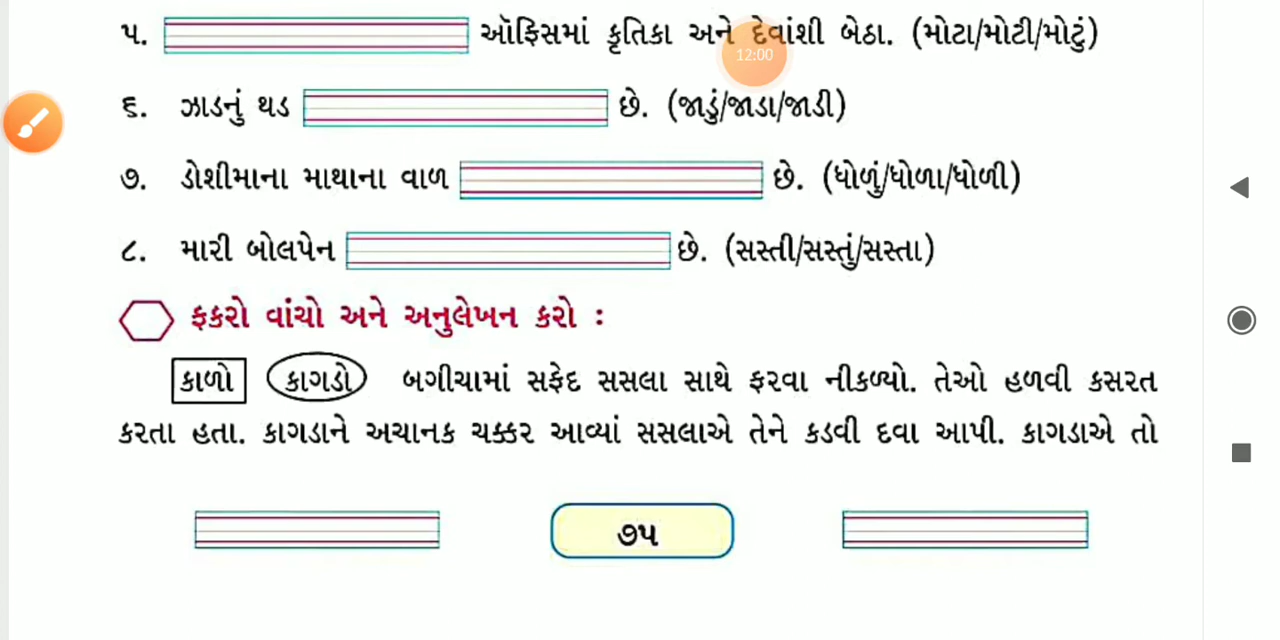 ૫. ઑફિસમાં કૃતિકા અને દેવાંશી બેઠા. (મોટા/મોટી/મોટું)
12:00
૬. ઝાડનું થડ છે. (જાડું/જાડા/જાડી)
૭. ડોશીમાના માથાના વાળ છે. (ધોળું/ધોળા/ધોળી)
૮. મારી બોલપેન છે. (સસ્તી/સસ્તું/સસ્તા)
ફકરો વાંચો અને અનુલેખન કરો :
કાળો કાગડો બગીચામાં સફેદ સસલા સાથે ફરવા નીકળ્યો. તેઓ હળવી કસરત
કરતા હતા. કાગડાને અચાનક ચક્કર આવ્યાં સસલાએ તેને કડવી દવા આપી. કાગડાએ તો
૭૫